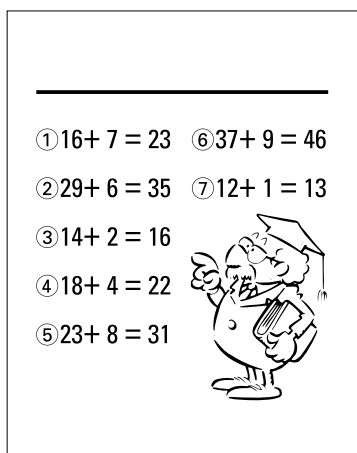 ①16+ 7 = 23
②29+ 6 = 35
③14+ 2 = 16
④18+ 4 = 22
⑤23+ 8 = 31
⑥37+ 9 = 46
⑦12+ 1 = 13